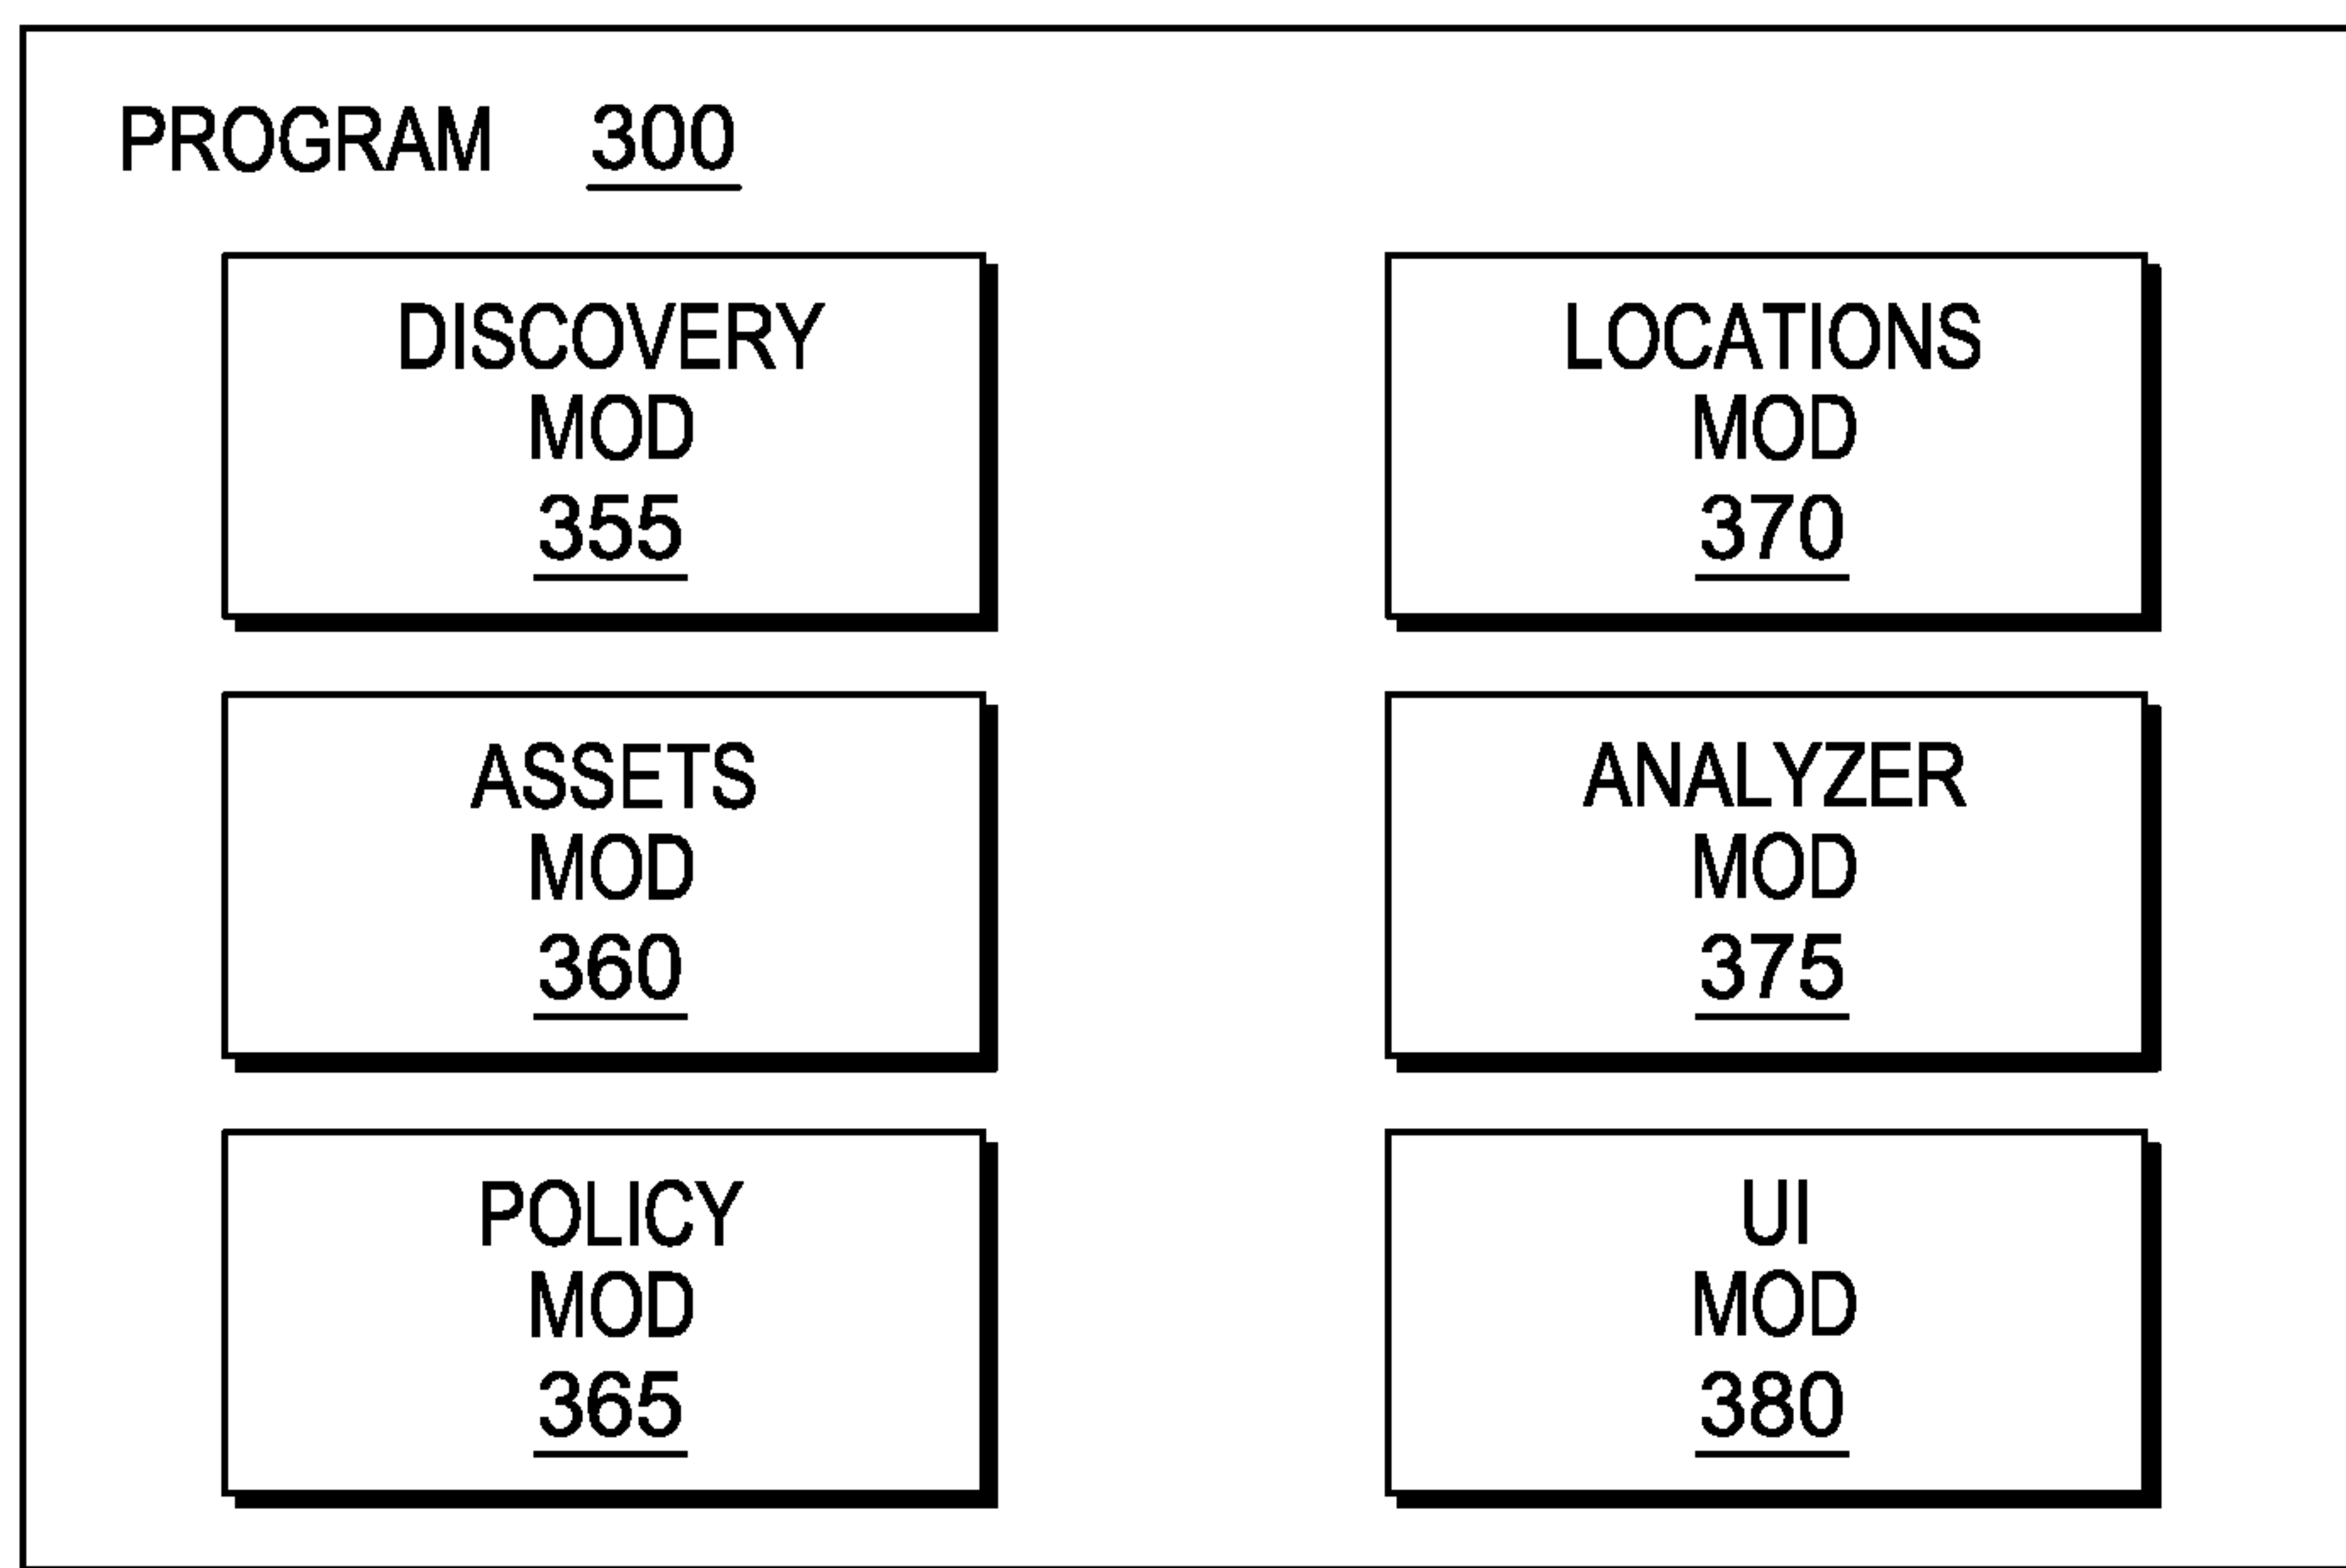 PROGRAM 300
DISCOVERY
MOD
355
LOCATIONS
MOD
370
ASSETS
MOD
360
ANALYZER
MOD
375
POLICY
MOD
365
UI
MOD
380